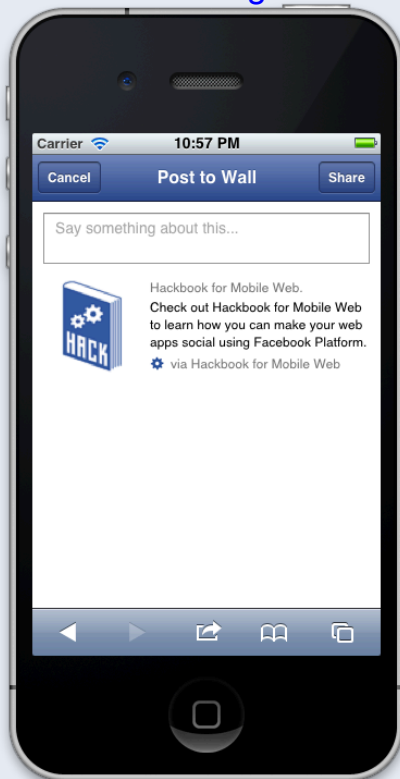 Carrier 10:57 PM
Cancel Post to Wall Share
Say something about this...
Hackbook for Mobile Web.
Check out Hackbook for Mobile Web
to learn how you can make your web
apps social using Facebook Platform.
HACK
via Hackbook for Mobile Web